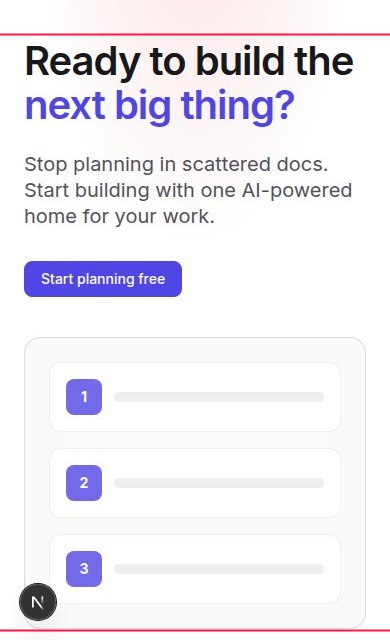 Ready to build the
next big thing?
Stop planning in scattered docs.
Start building with one AI-powered
home for your work.
Start planning free
1
2
3
N